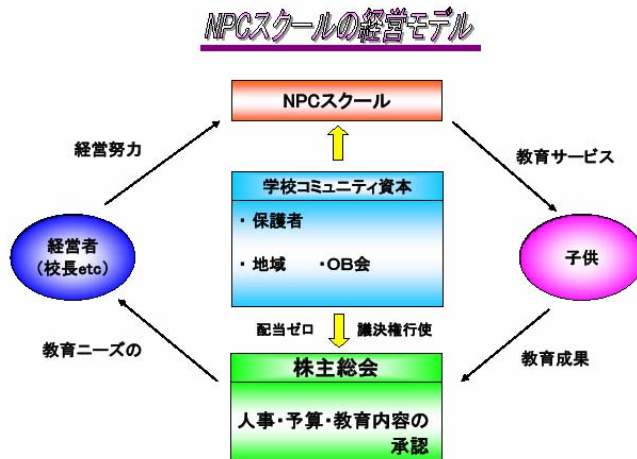 NPCスクールの経営モデル
NPCスクール
経営努力
教育サービス
学校コミュニティ資本
・保護者
・地域　・OB会
経営者
(校長etc)
子供
配当ゼロ　議決権行使
教育ニーズの
教育成果
株主総会
人事・予算・教育内容の
承認